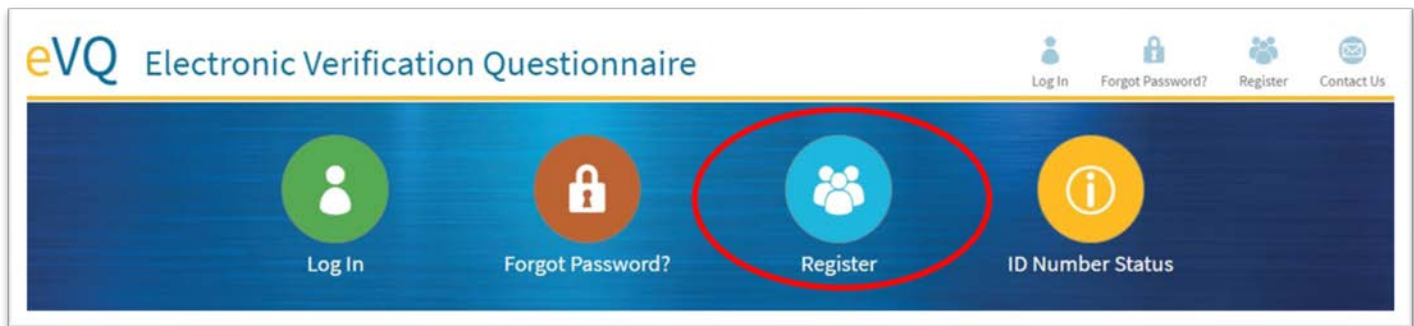 eVQ Electronic Verification Questionnaire
Log In Forgot Password? Register Contact Us
Log In Forgot Password? Register ID Number Status